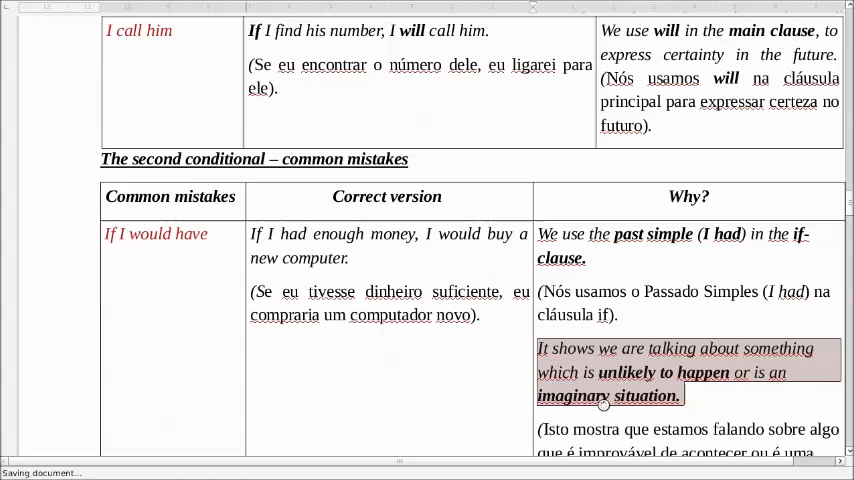 I call him
If I find his number, I will call him.
(Se eu encontrar o número dele, eu ligarei para
ele).
We use will in the main clause, to
express certainty in the future.
(Nós usamos will na cláusula
principal para expressar certeza no
futuro).
The second conditional – common mistakes
Common mistakes
Correct version
Why?
If I would have
If I had enough money, I would buy a
new computer.
(Se eu tivesse dinheiro suficiente, eu
compraria um computador novo).
We use the past simple (I had) in the if-
clause.
(Nós usamos o Passado Simples (I had) na
cláusula if).
It shows we are talking about something
which is unlikely to happen or is an
imaginary situation.
(Isto mostra que estamos falando sobre algo
que é improvável de acontecer ou é uma
Saving document...